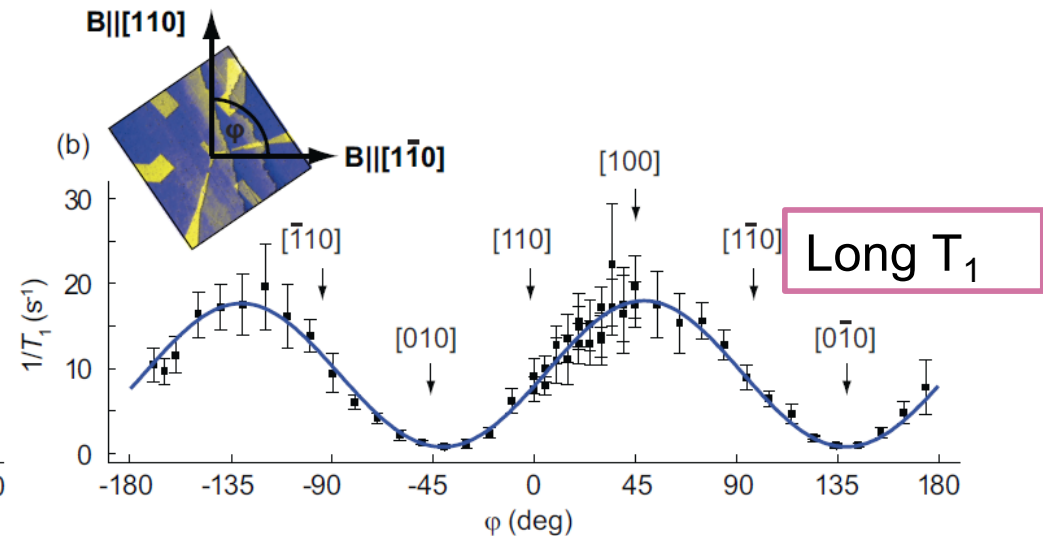 B||[110]
φ
B||[11̄0]
(b)
[100]
[1̄10]
[110]
[11̄0]
Long T₁
[010]
[01̄0]
1/T₁ (s⁻¹)
30
20
10
0
0
-180 -135 -90 -45 0 45 90 135 180
φ (deg)